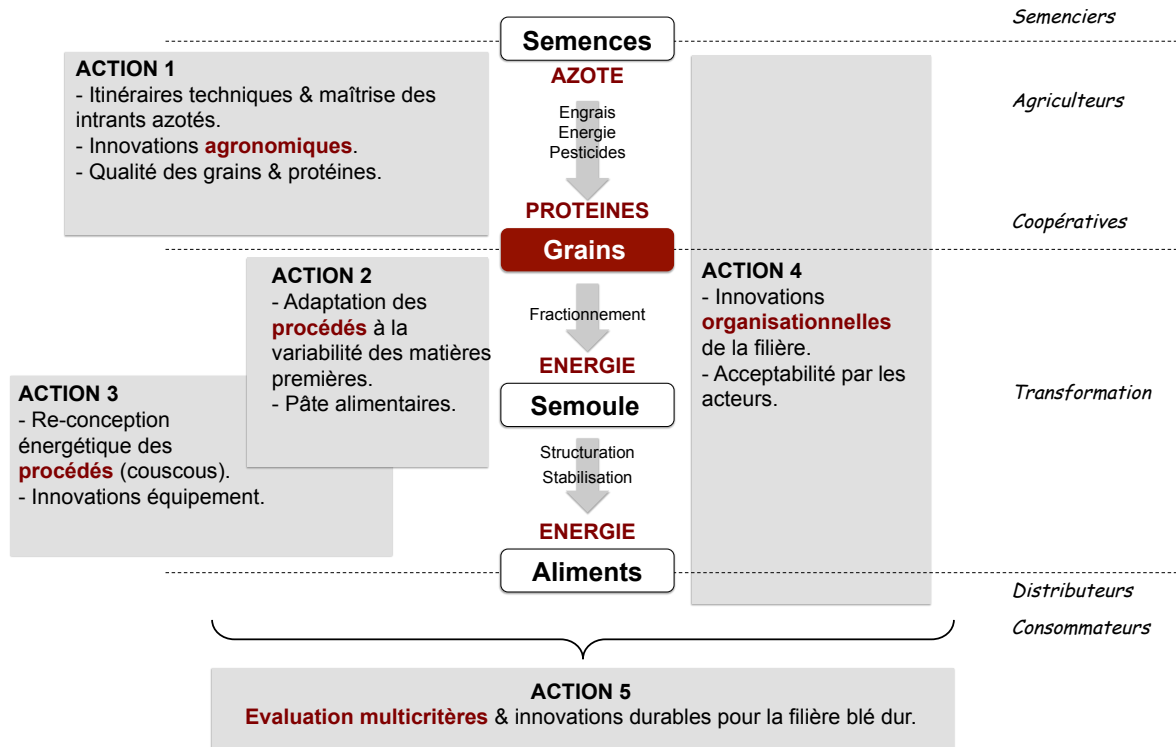 Semenciers
Semences
ACTION 1
- Itinéraires techniques & maîtrise des
intrants azotés.
- Innovations agronomiques.
- Qualité des grains & protéines.
AZOTE
Engrais
Energie
Pesticides
Agriculteurs
PROTEINES
Coopératives
Grains
ACTION 2
- Adaptation des
procédés à la
variabilité des matières
premières.
- Pâte alimentaires.
Fractionnement
ACTION 4
- Innovations
organisationnelles
de la filière.
- Acceptabilité par les
acteurs.
ENERGIE
Semoule
Transformation
ACTION 3
- Re-conception
énergétique des
procédés (couscous).
- Innovations équipement.
Structuration
Stabilisation
ENERGIE
Aliments
Distributeurs
Consommateurs
ACTION 5
Evaluation multicritères & innovations durables pour la filière blé dur.